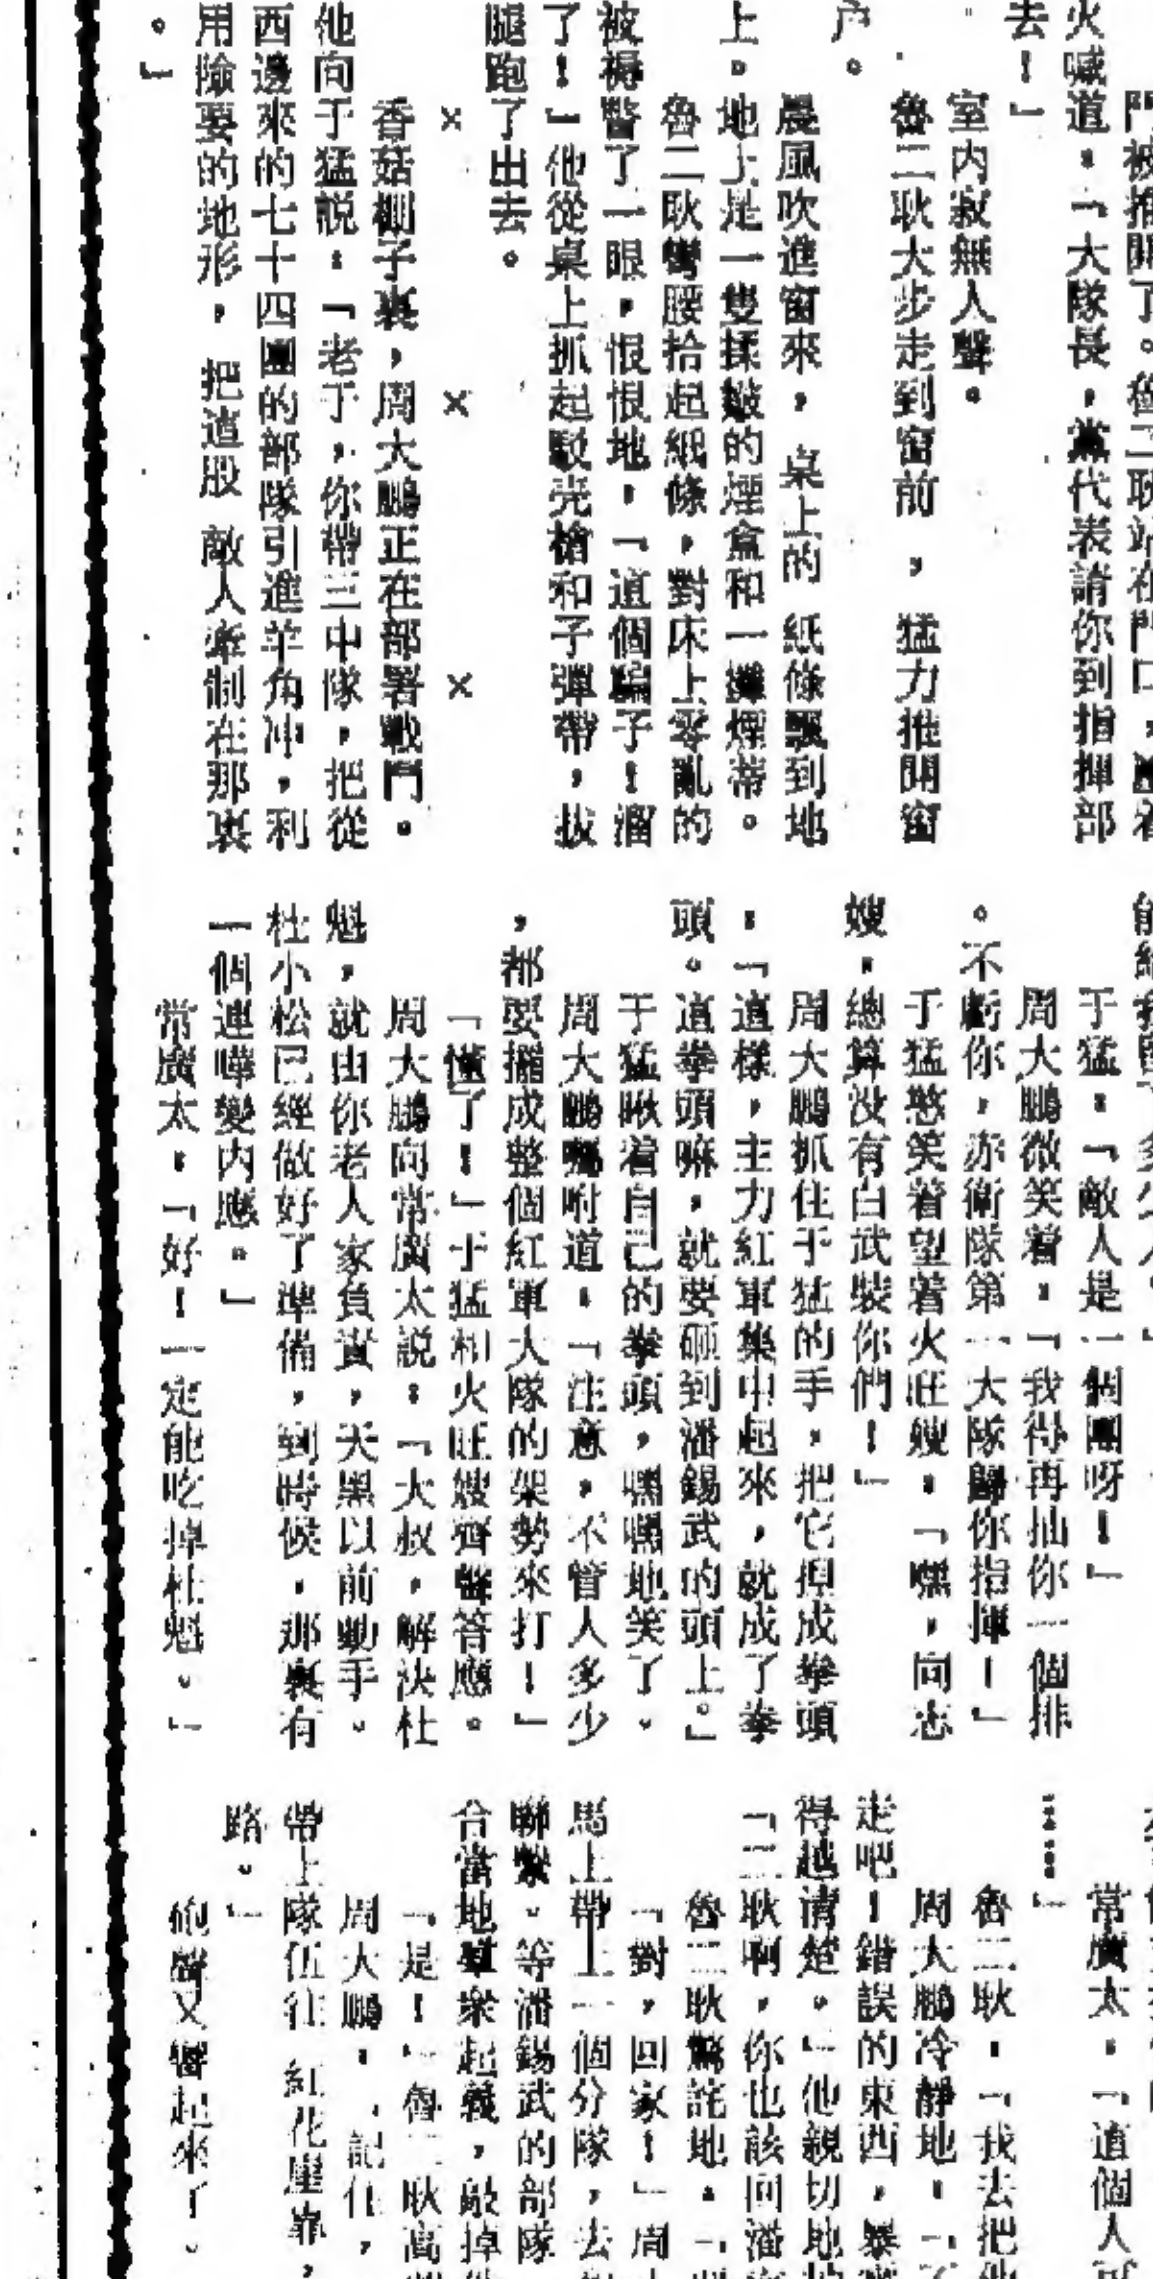 門被推開了。魯二耿站在門口,
火喊道:「大隊長,黨代表請你到指揮部
去!」
室内寂無人聲。
魯二耿大步走到窗前,猛力推開窗
户。
晨風吹進窗來,桌上的紙條飄到地
上。地上是一隻揉皺的煙盒和一攤煙蒂。
魯二耿彎腰拾起紙條,對床上零亂的
被褥瞥了一眼,恨恨地:「這個騙子!溜
了!」他從桌上抓起駁壳槍和子彈帶,拔
腿跑了出去。
× × ×
香菇棚子裏,周大鵬正在部署戰鬥。
他向于猛説:「老于,你帶三中隊,把從
西邊來的七十四團的部隊引進羊角冲,利
用險要的地形,把這股敵人牽制在那裏
。」
于猛:「敵人是一個團呀!」
周大鵬微笑着:「我得再抽你一個排
。不虧你,赤衛隊第一大隊歸你指揮!」
于猛憨笑着望着火旺嫂:「嘿,同志
嫂,總算没有白武裝你們!」
周大鵬抓住于猛的手,把它揑成拳頭
:「這樣,主力紅軍集中起來,就成了拳
頭。這拳頭嘛,就要砸到潘錫武的頭上。」
于猛瞅着自己的拳頭,嘿嘿地笑了。
周大鵬囑咐道:「注意,不管人多少
,都要擺成整個紅軍大隊的架勢來打!」
「懂了!」于猛和火旺嫂齊聲答應。
周大鵬向常廣太説:「大叔,解決杜
魁,就由你老人家負責,天黑以前動手。
杜小松已經做好了準備,到時候,那裏有
一個連嘩變内應。」
常廣太:「好!一定能吃掉杜魁。」
常廣太:「這個人可
……」
魯二耿:「我去把他
周大鵬冷靜地:「
走吧!錯誤的東西,暴
得越清楚。」他親切地
「二耿啊,你也該回潘
魯二耿驚詫地:「
「對,回家!」周
馬上帶上一個分隊,去
聯繫。等潘錫武的部隊
合當地羣衆起義,敲掉
「是!」魯二耿高
周大鵬:「記住,
帶上隊伍往紅花崖靠,
路。」
砲聲又響起來了。